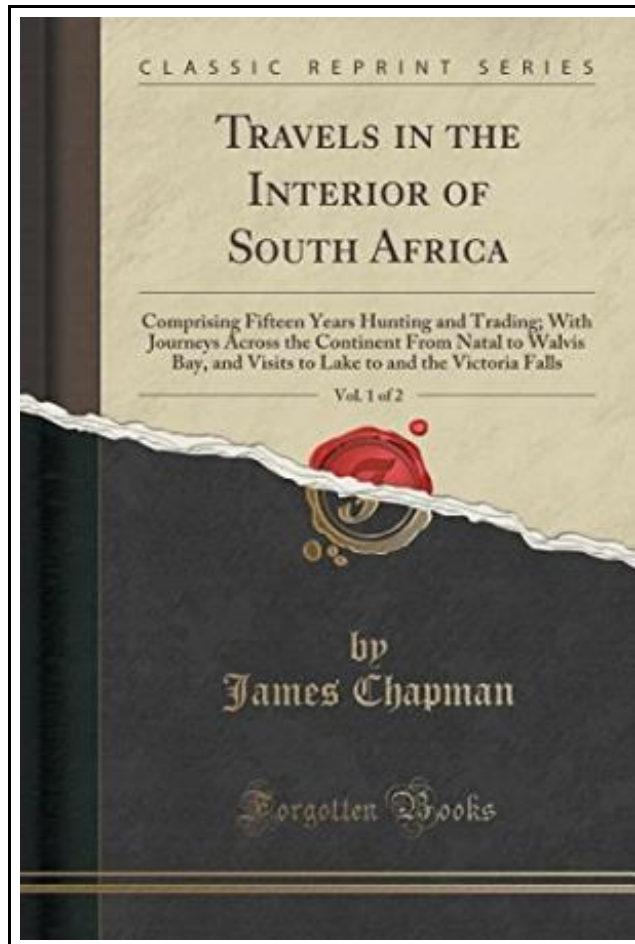 CLASSIC REPRINT SERIES
TRAVELS IN THE
INTERIOR OF
SOUTH AFRICA
Comprising Fifteen Years Hunting and Trading; With
Journeys Across the Continent From Natal to Walvis
Bay, and Visits to Lake to and the Victoria Falls
Vol. 1 of 2
by
James Chapman
Forgotten Books